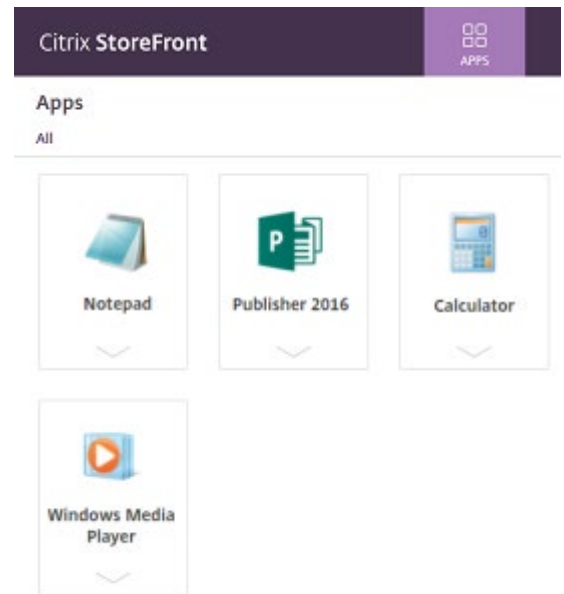 Citrix StoreFront
APPS
Apps
All
Notepad
Publisher 2016
Calculator
Windows Media
Player